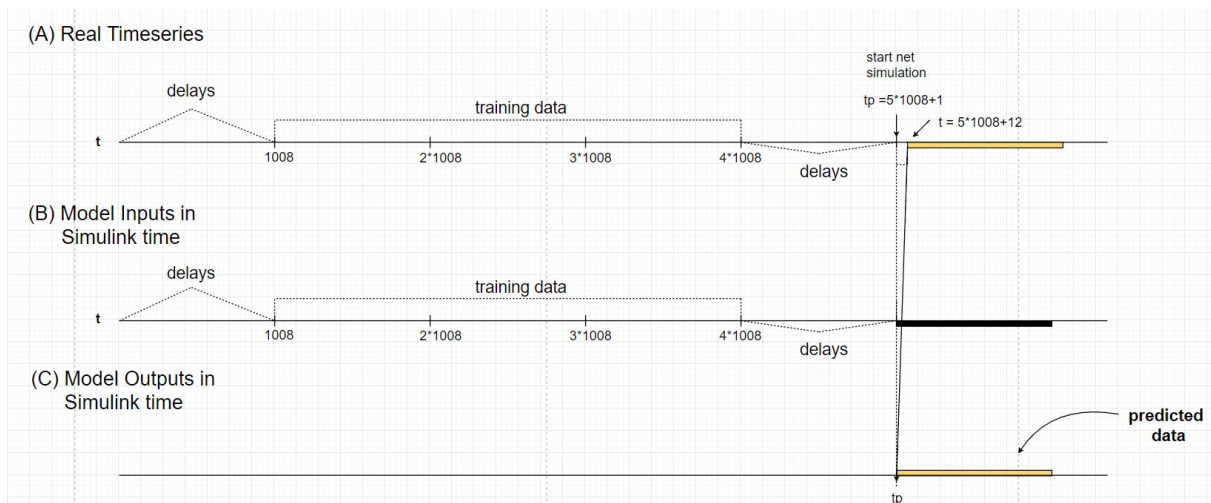 (A) Real Timeseries
start net
simulation
tp =5*1008+1
t = 5*1008+12
delays
training data
t
1008
2*1008
3*1008
4*1008
delays
(B) Model Inputs in
Simulink time
delays
training data
t
1008
2*1008
3*1008
4*1008
delays
(C) Model Outputs in
Simulink time
predicted
data
tp